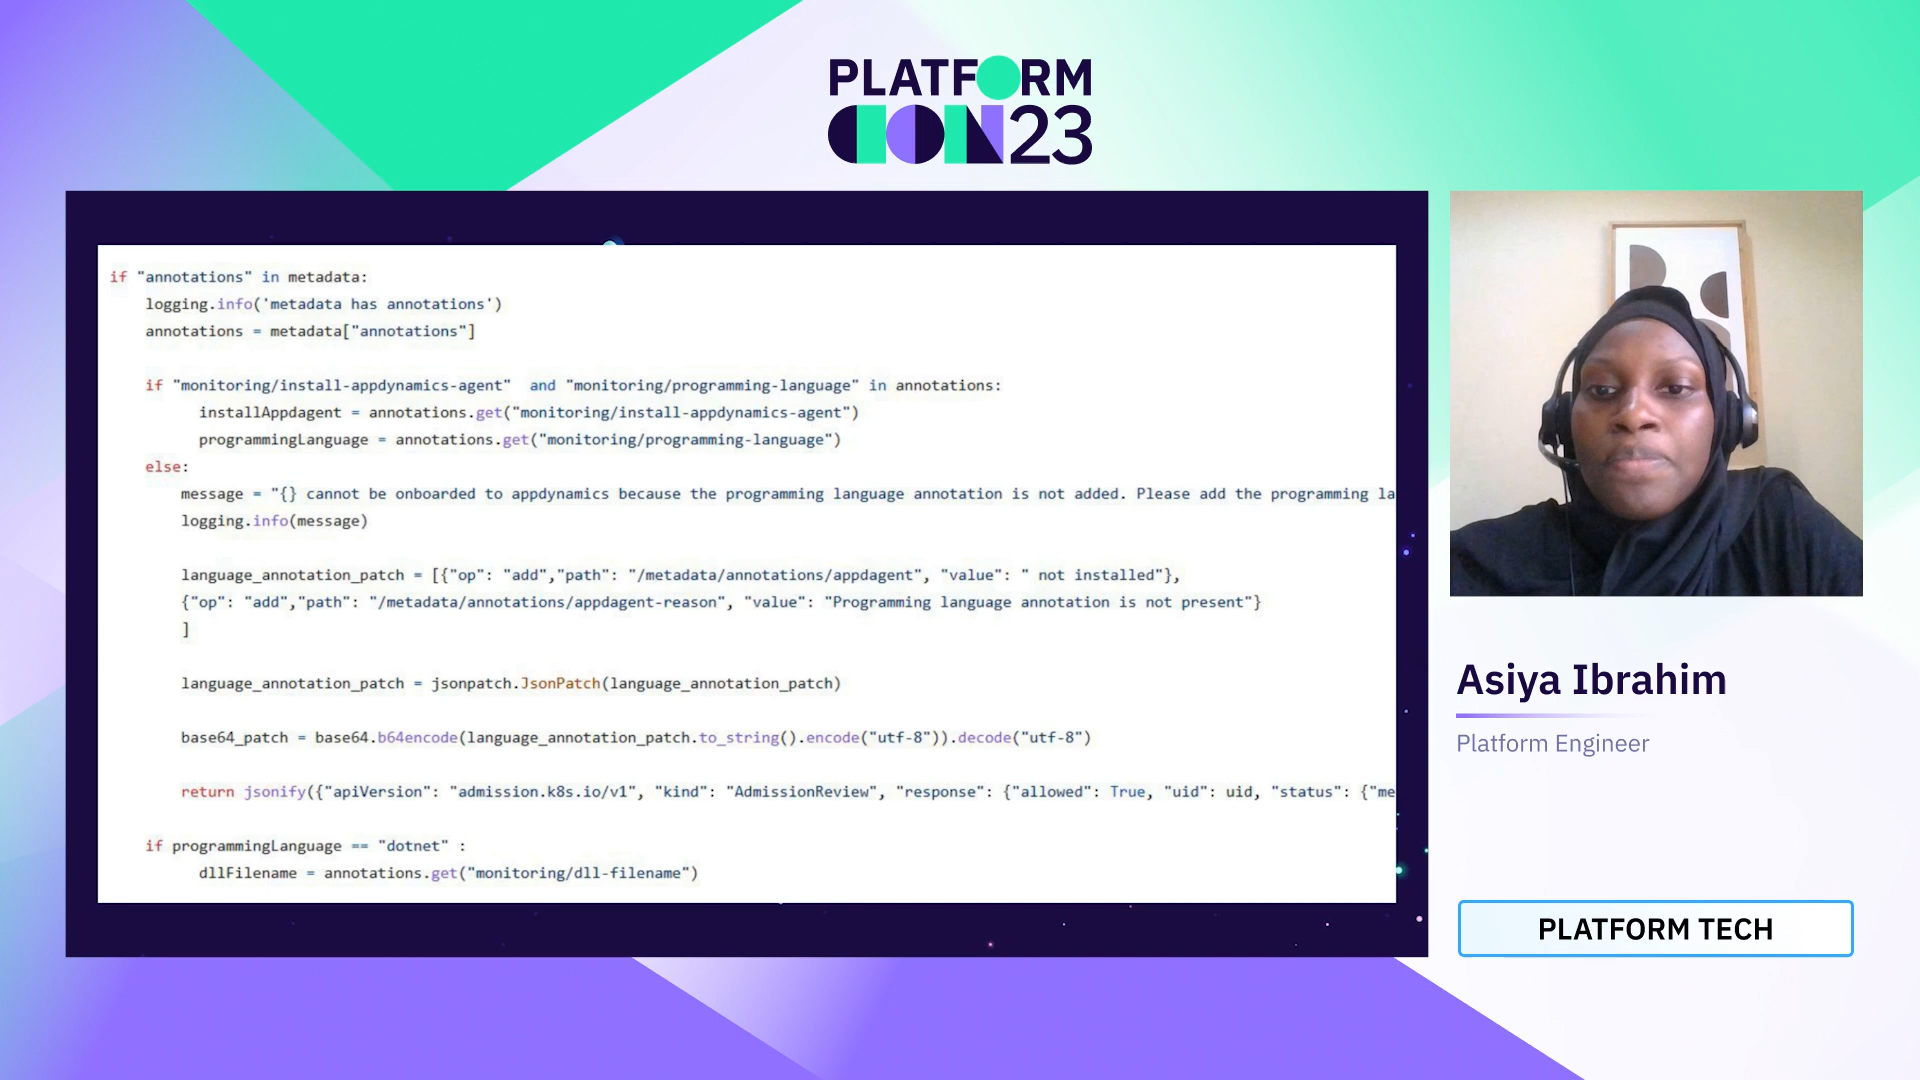 PLATFORM
CON23
if "annotations" in metadata:
    logging.info('metadata has annotations')
    annotations = metadata["annotations"]
    if "monitoring/install-appdynamics-agent"  and "monitoring/programming-language" in annotations:
          installAppdagent = annotations.get("monitoring/install-appdynamics-agent")
          programmingLanguage = annotations.get("monitoring/programming-language")
    else:
        message = "{} cannot be onboarded to appdynamics because the programming language annotation is not added. Please add the programming la
        logging.info(message)
        language_annotation_patch = [{"op": "add","path": "/metadata/annotations/appdagent", "value": " not installed"},
        {"op": "add","path": "/metadata/annotations/appdagent-reason", "value": "Programming language annotation is not present"}
        ]
        language_annotation_patch = jsonpatch.JsonPatch(language_annotation_patch)
        base64_patch = base64.b64encode(language_annotation_patch.to_string().encode("utf-8")).decode("utf-8")
        return jsonify({"apiVersion": "admission.k8s.io/v1", "kind": "AdmissionReview", "response": {"allowed": True, "uid": uid, "status": {"me
    if programmingLanguage == "dotnet" :
          dllFilename = annotations.get("monitoring/dll-filename")
Asiya Ibrahim
Platform Engineer
PLATFORM TECH